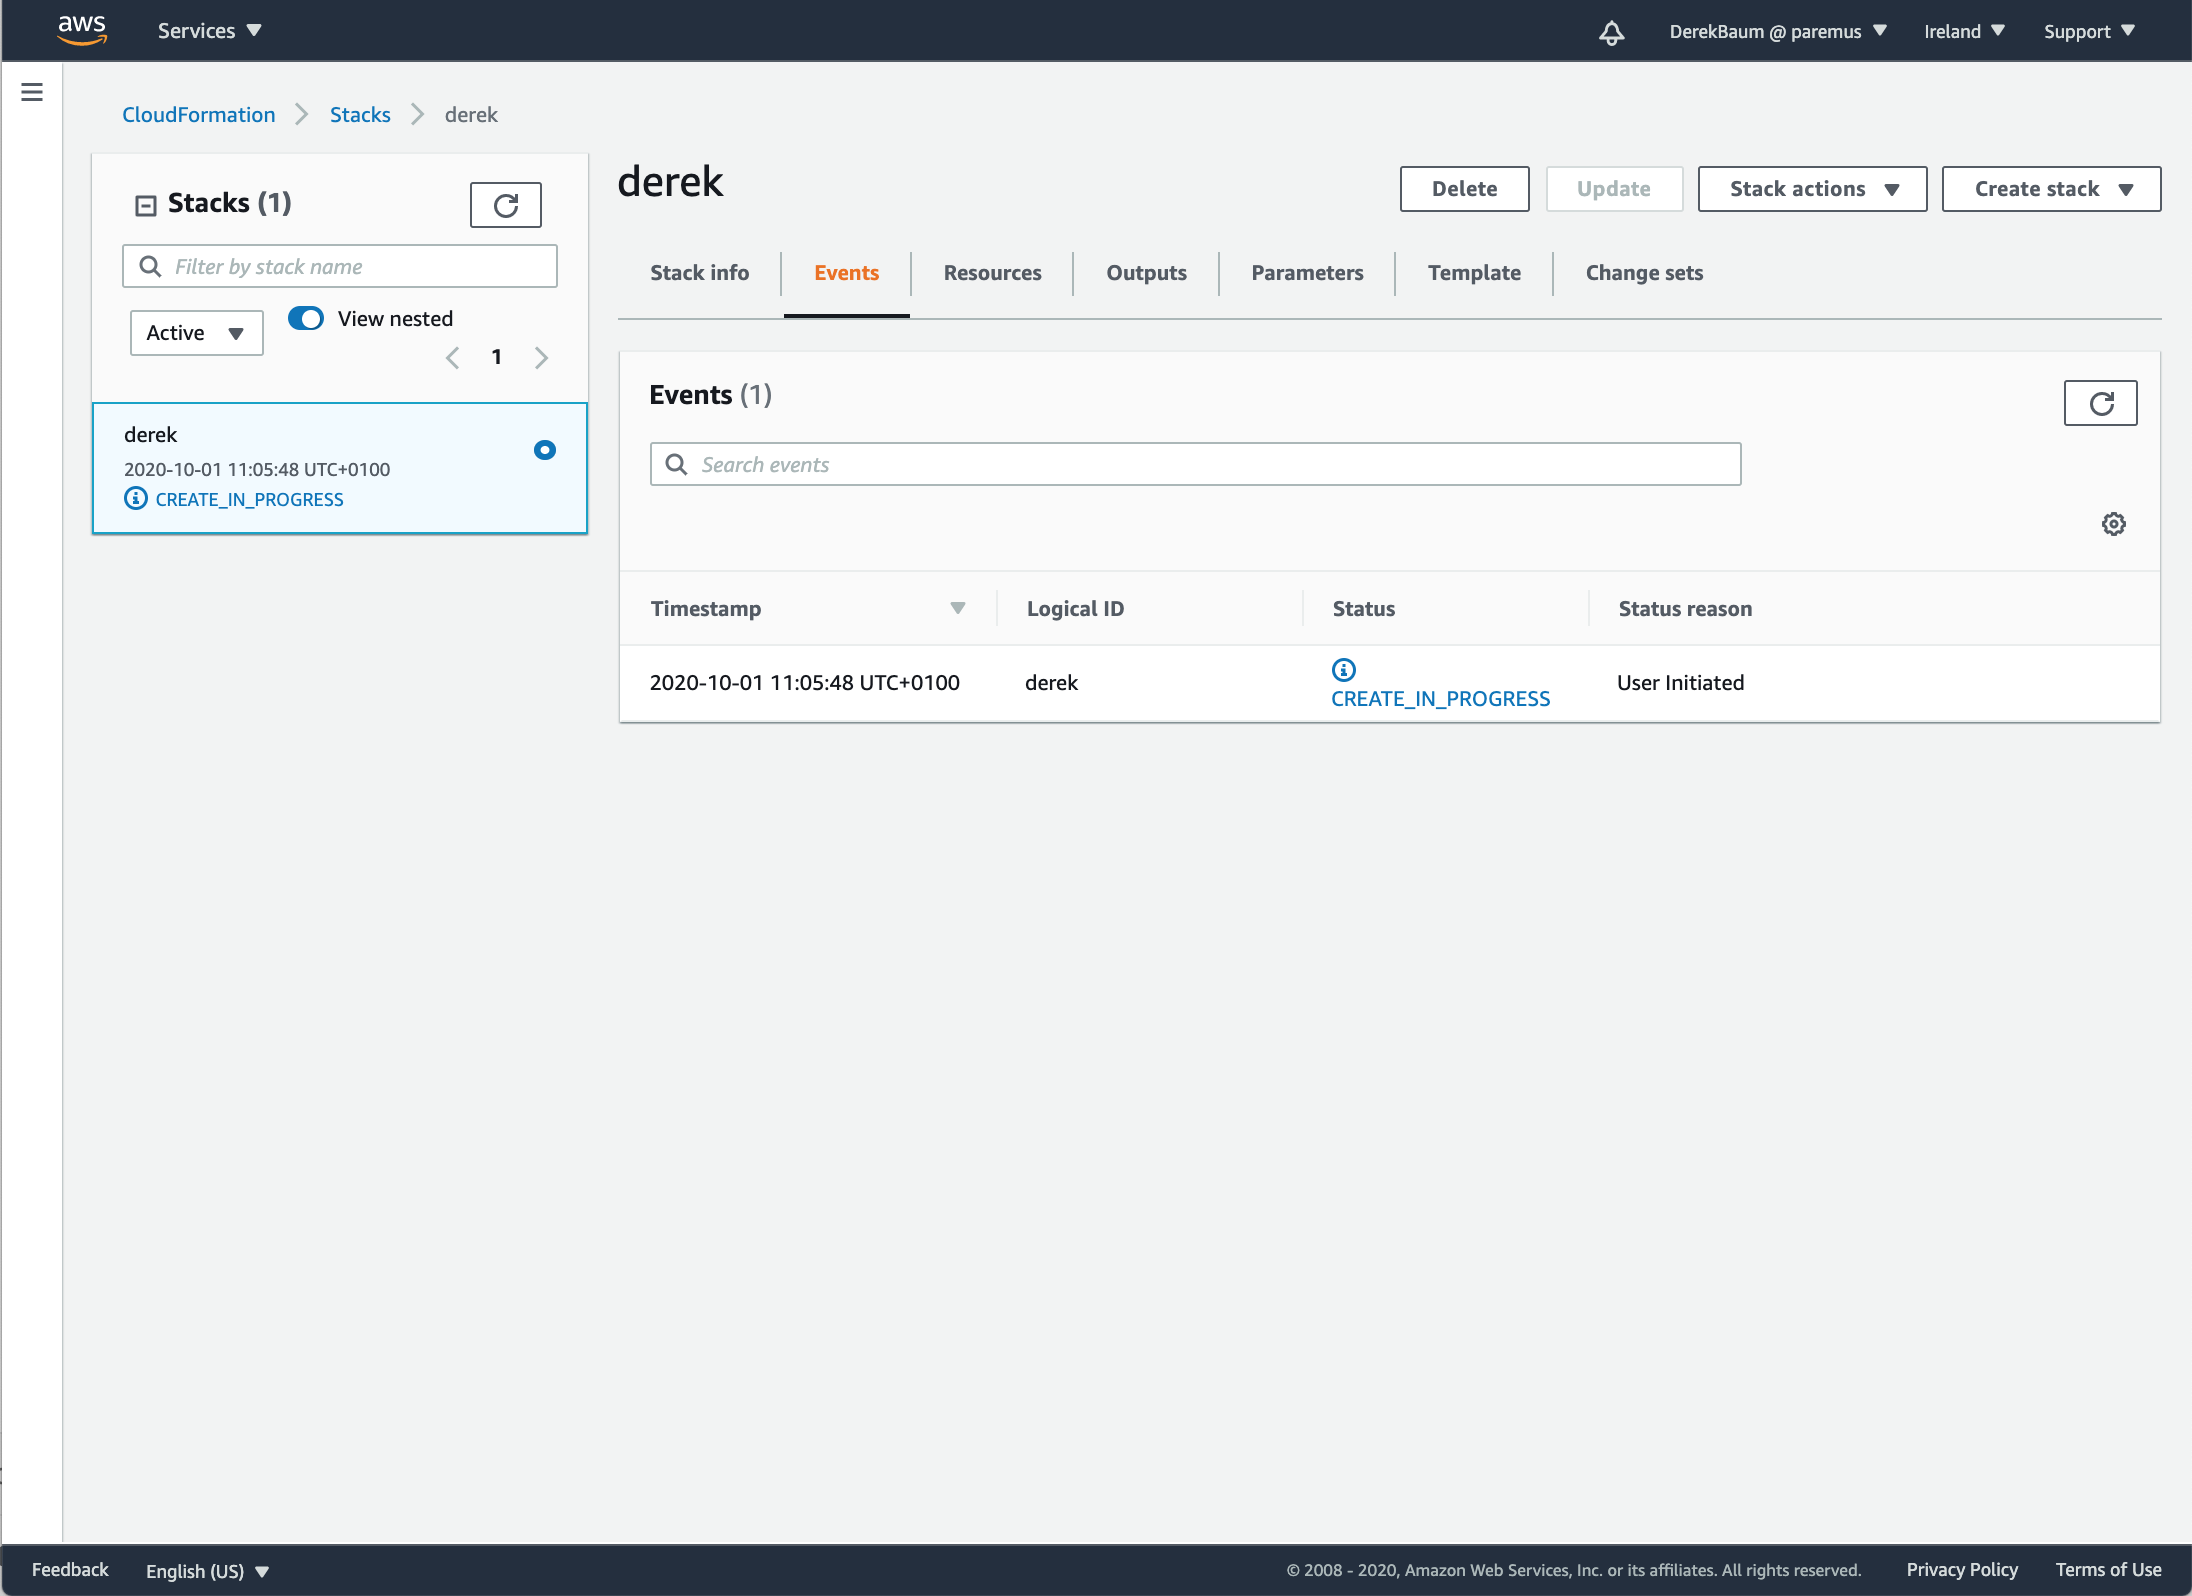 aws
Services
DerekBaum @ paremus
Ireland
Support
CloudFormation
Stacks
derek
Stacks (1)
Filter by stack name
Active
View nested
1
derek
2020-10-01 11:05:48 UTC+0100
CREATE_IN_PROGRESS
derek
Delete
Update
Stack actions
Create stack
Stack info
Events
Resources
Outputs
Parameters
Template
Change sets
Events (1)
Search events
Timestamp
Logical ID
Status
Status reason
2020-10-01 11:05:48 UTC+0100
derek
CREATE_IN_PROGRESS
User Initiated
Feedback
English (US)
© 2008 - 2020, Amazon Web Services, Inc. or its affiliates. All rights reserved.
Privacy Policy
Terms of Use